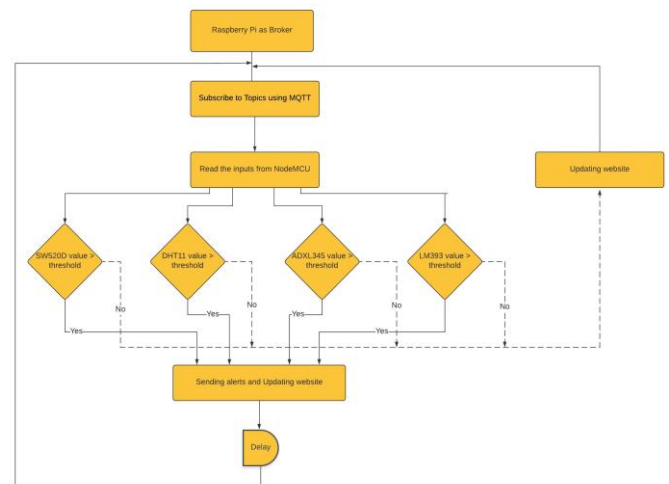 Raspberry Pi as Broker
Subscribe to Topics using MQTT
Read the inputs from NodeMCU
Updating website
SW520D value >
threshold
DHT11 value >
threshold
ADXL345 value >
threshold
LM393 value >
threshold
No
No
No
No
Yes
Yes
Yes
Yes
Sending alerts and Updating website
Delay